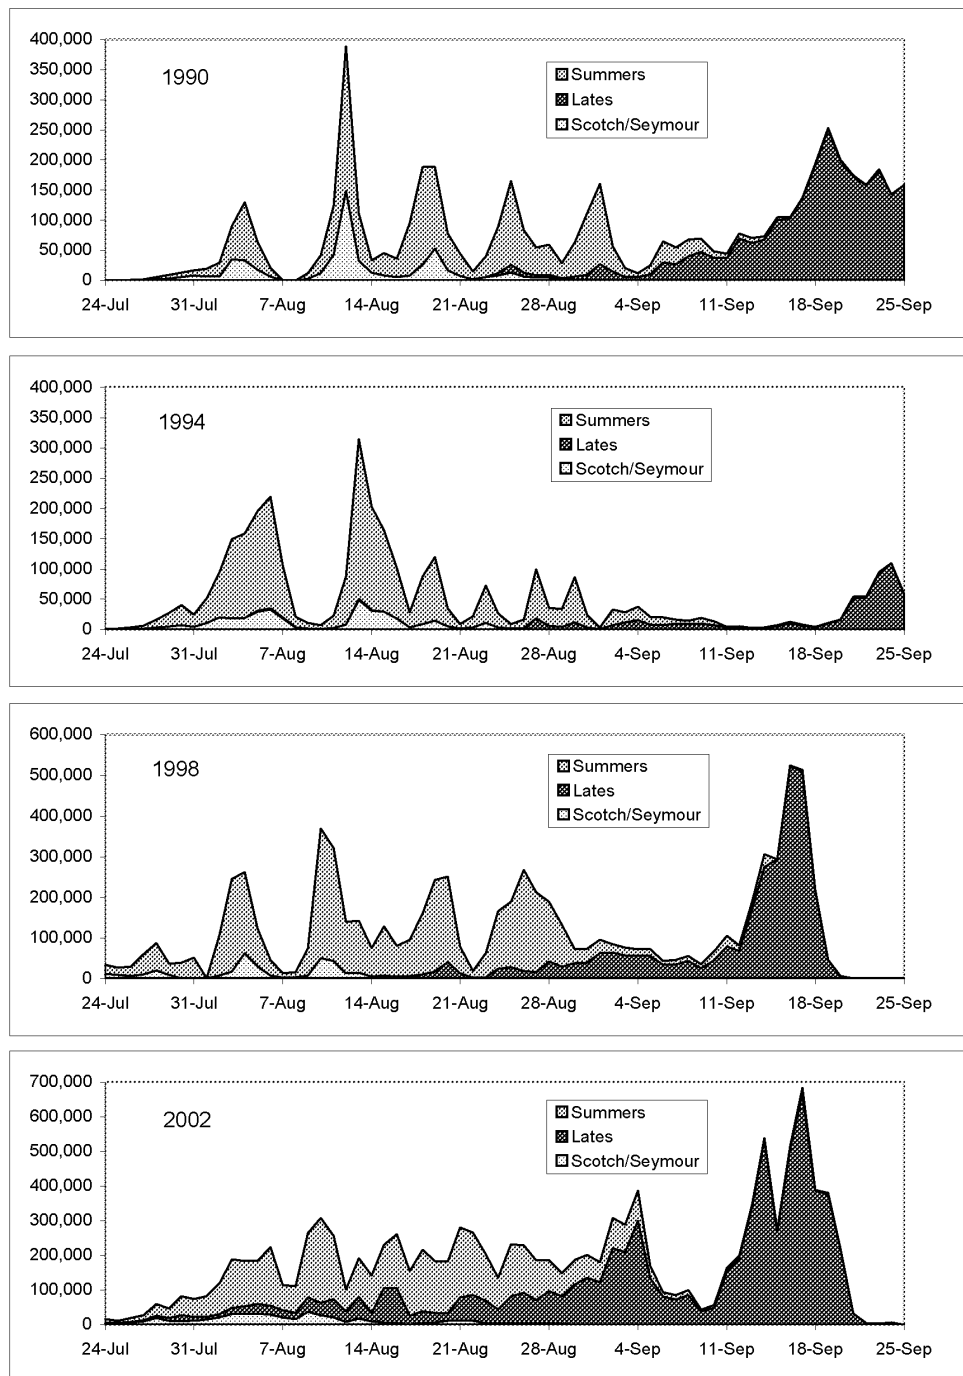 400,000
350,000
300,000
250,000
200,000
150,000
100,000
50,000
0
1990
Summers
Lates
Scotch/Seymour
24-Jul 31-Jul 7-Aug 14-Aug 21-Aug 28-Aug 4-Sep 11-Sep 18-Sep 25-Sep
400,000
350,000
300,000
250,000
200,000
150,000
100,000
50,000
0
1994
Summers
Lates
Scotch/Seymour
24-Jul 31-Jul 7-Aug 14-Aug 21-Aug 28-Aug 4-Sep 11-Sep 18-Sep 25-Sep
600,000
500,000
400,000
300,000
200,000
100,000
0
1998
Summers
Lates
Scotch/Seymour
24-Jul 31-Jul 7-Aug 14-Aug 21-Aug 28-Aug 4-Sep 11-Sep 18-Sep 25-Sep
700,000
600,000
500,000
400,000
300,000
200,000
100,000
0
2002
Summers
Lates
Scotch/Seymour
24-Jul 31-Jul 7-Aug 14-Aug 21-Aug 28-Aug 4-Sep 11-Sep 18-Sep 25-Sep